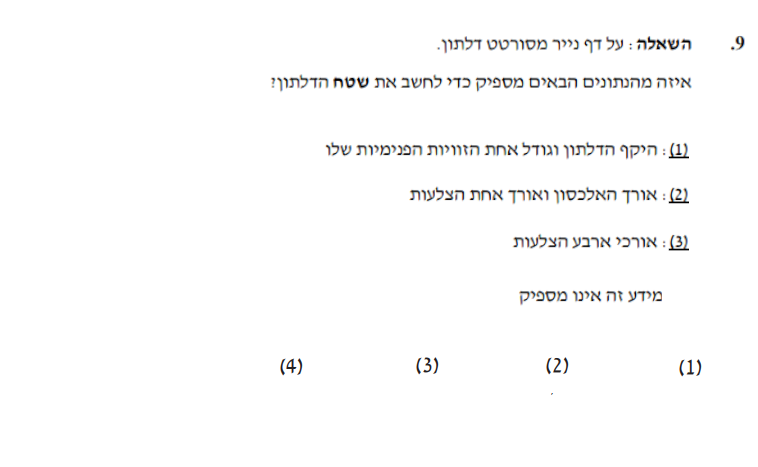 9. השאלה : על דף נייר מסורטט דלתון.
איזה מהנתונים הבאים מספיק כדי לחשב את שטח הדלתון?
(1) : היקף הדלתון וגודל אחת הזוויות הפנימיות שלו
(2) : אורך האלכסון ואורך אחת הצלעות
(3) : אורכי ארבע הצלעות
מידע זה אינו מספיק
(1) (2) (3) (4)